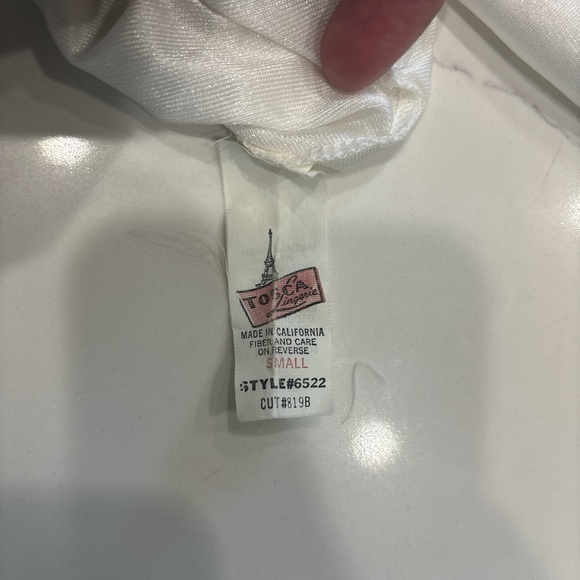 TOSCA
Lingerie
MADE IN CALIFORNIA
FIBER AND CARE
ON REVERSE
SMALL
STYLE#6522
CUT#819B